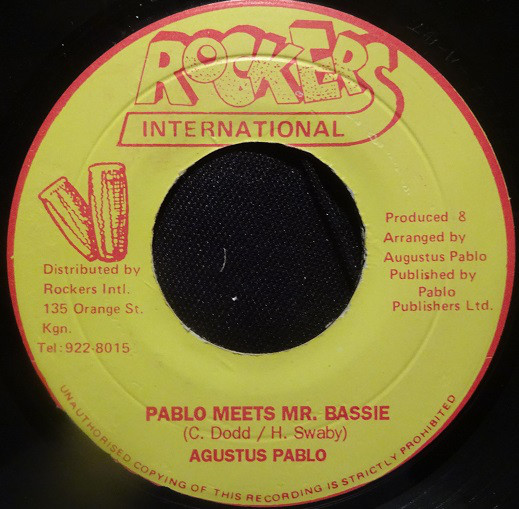 ROCKERS
INTERNATIONAL
Distributed by
Rockers Intl.
135 Orange St.
Kgn.
Tel: 922-8015
Produced 8
Arranged by
Augustus Pablo
Published by
Pablo
Publishers Ltd.
PABLO MEETS MR. BASSIE
(C. Dodd / H. Swaby)
AGUSTUS PABLO
UNAUTHORISED COPYING OF THIS RECORDING IS STRICTLY PROHIBITED